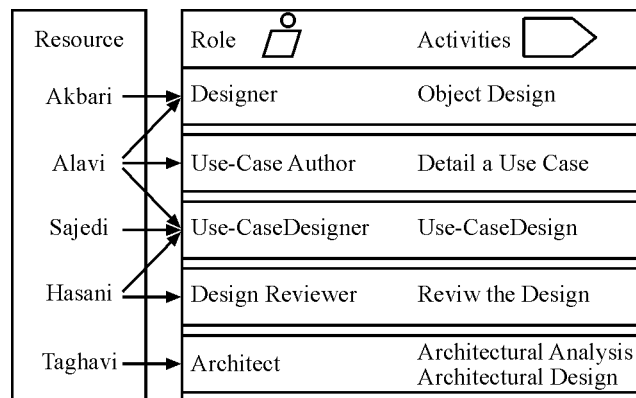 Resource Role Activities
Akbari Designer Object Design
Alavi Use-Case Author Detail a Use Case
Sajedi Use-CaseDesigner Use-CaseDesign
Hasani Design Reviewer Reviw the Design
Taghavi Architect Architectural Analysis
Architectural Design